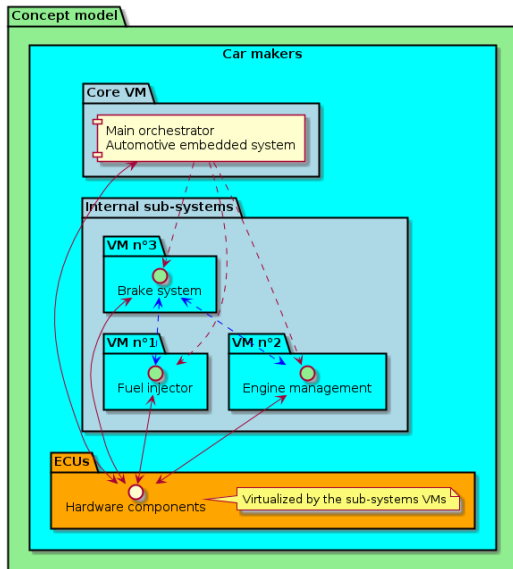 Concept model
Car makers
Core VM
Main orchestrator
Automotive embedded system
Internal sub-systems
VM n°3
Brake system
VM n°1
Fuel injector
VM n°2
Engine management
ECUs
Hardware components
Virtualized by the sub-systems VMs